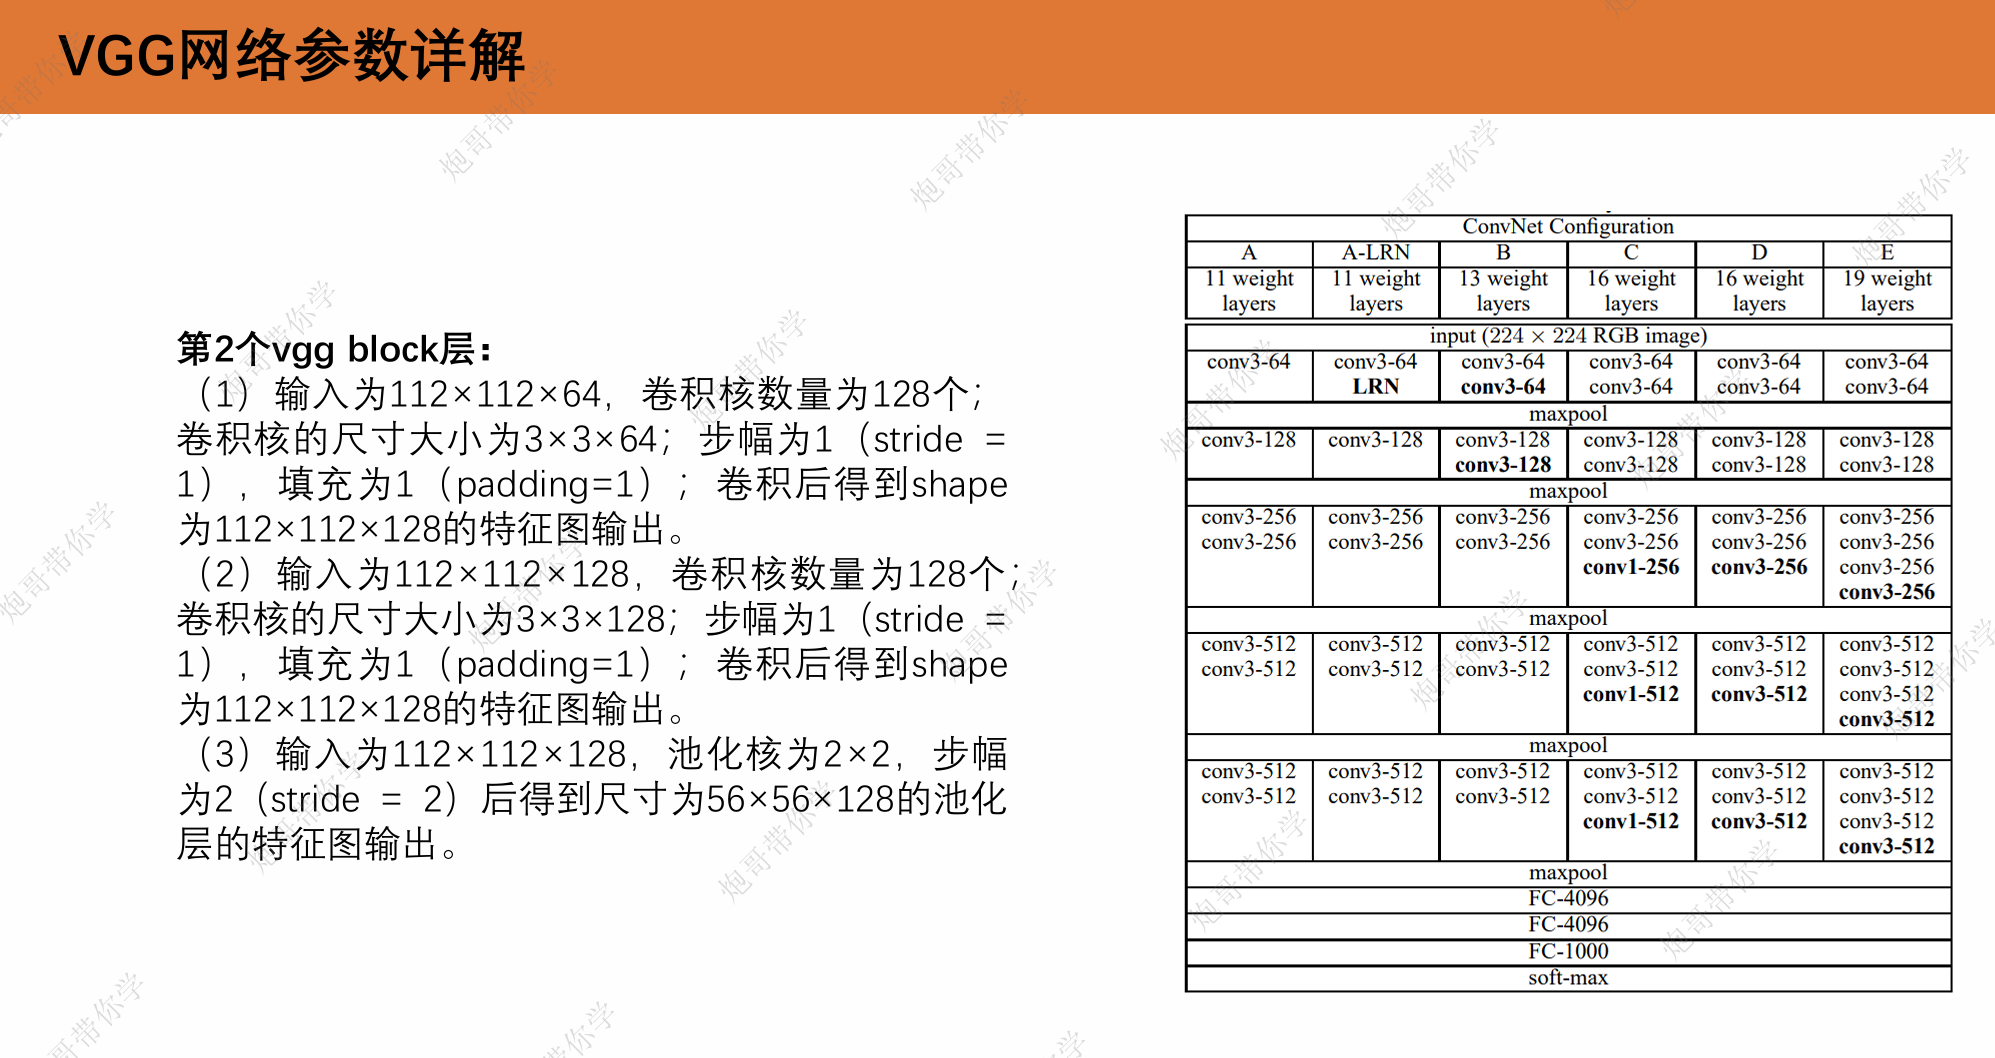 VGG网络参数详解
第2个vgg block层：
（1）输入为112×112×64，卷积核数量为128个；
卷积核的尺寸大小为3×3×64；步幅为1（stride =
1），填充为1（padding=1）；卷积后得到shape
为112×112×128的特征图输出。
（2）输入为112×112×128，卷积核数量为128个；
卷积核的尺寸大小为3×3×128；步幅为1（stride =
1），填充为1（padding=1）；卷积后得到shape
为112×112×128的特征图输出。
（3）输入为112×112×128，池化核为2×2，步幅
为2（stride = 2）后得到尺寸为56×56×128的池化
层的特征图输出。
ConvNet Configuration
A A-LRN B C D E
11 weight 11 weight 13 weight 16 weight 16 weight 19 weight
layers layers layers layers layers layers
input (224 × 224 RGB image)
conv3-64 conv3-64 conv3-64 conv3-64 conv3-64 conv3-64
LRN conv3-64 conv3-64 conv3-64 conv3-64
maxpool
conv3-128 conv3-128 conv3-128 conv3-128 conv3-128 conv3-128
conv3-128 conv3-128 conv3-128 conv3-128
maxpool
conv3-256 conv3-256 conv3-256 conv3-256 conv3-256 conv3-256
conv3-256 conv3-256 conv3-256 conv3-256 conv3-256 conv3-256
conv1-256 conv3-256 conv3-256
conv3-256
maxpool
conv3-512 conv3-512 conv3-512 conv3-512 conv3-512 conv3-512
conv3-512 conv3-512 conv3-512 conv3-512 conv3-512 conv3-512
conv1-512 conv3-512 conv3-512
conv3-512
maxpool
conv3-512 conv3-512 conv3-512 conv3-512 conv3-512 conv3-512
conv3-512 conv3-512 conv3-512 conv3-512 conv3-512 conv3-512
conv1-512 conv3-512 conv3-512
conv3-512
maxpool
FC-4096
FC-4096
FC-1000
soft-max
炮哥带你学